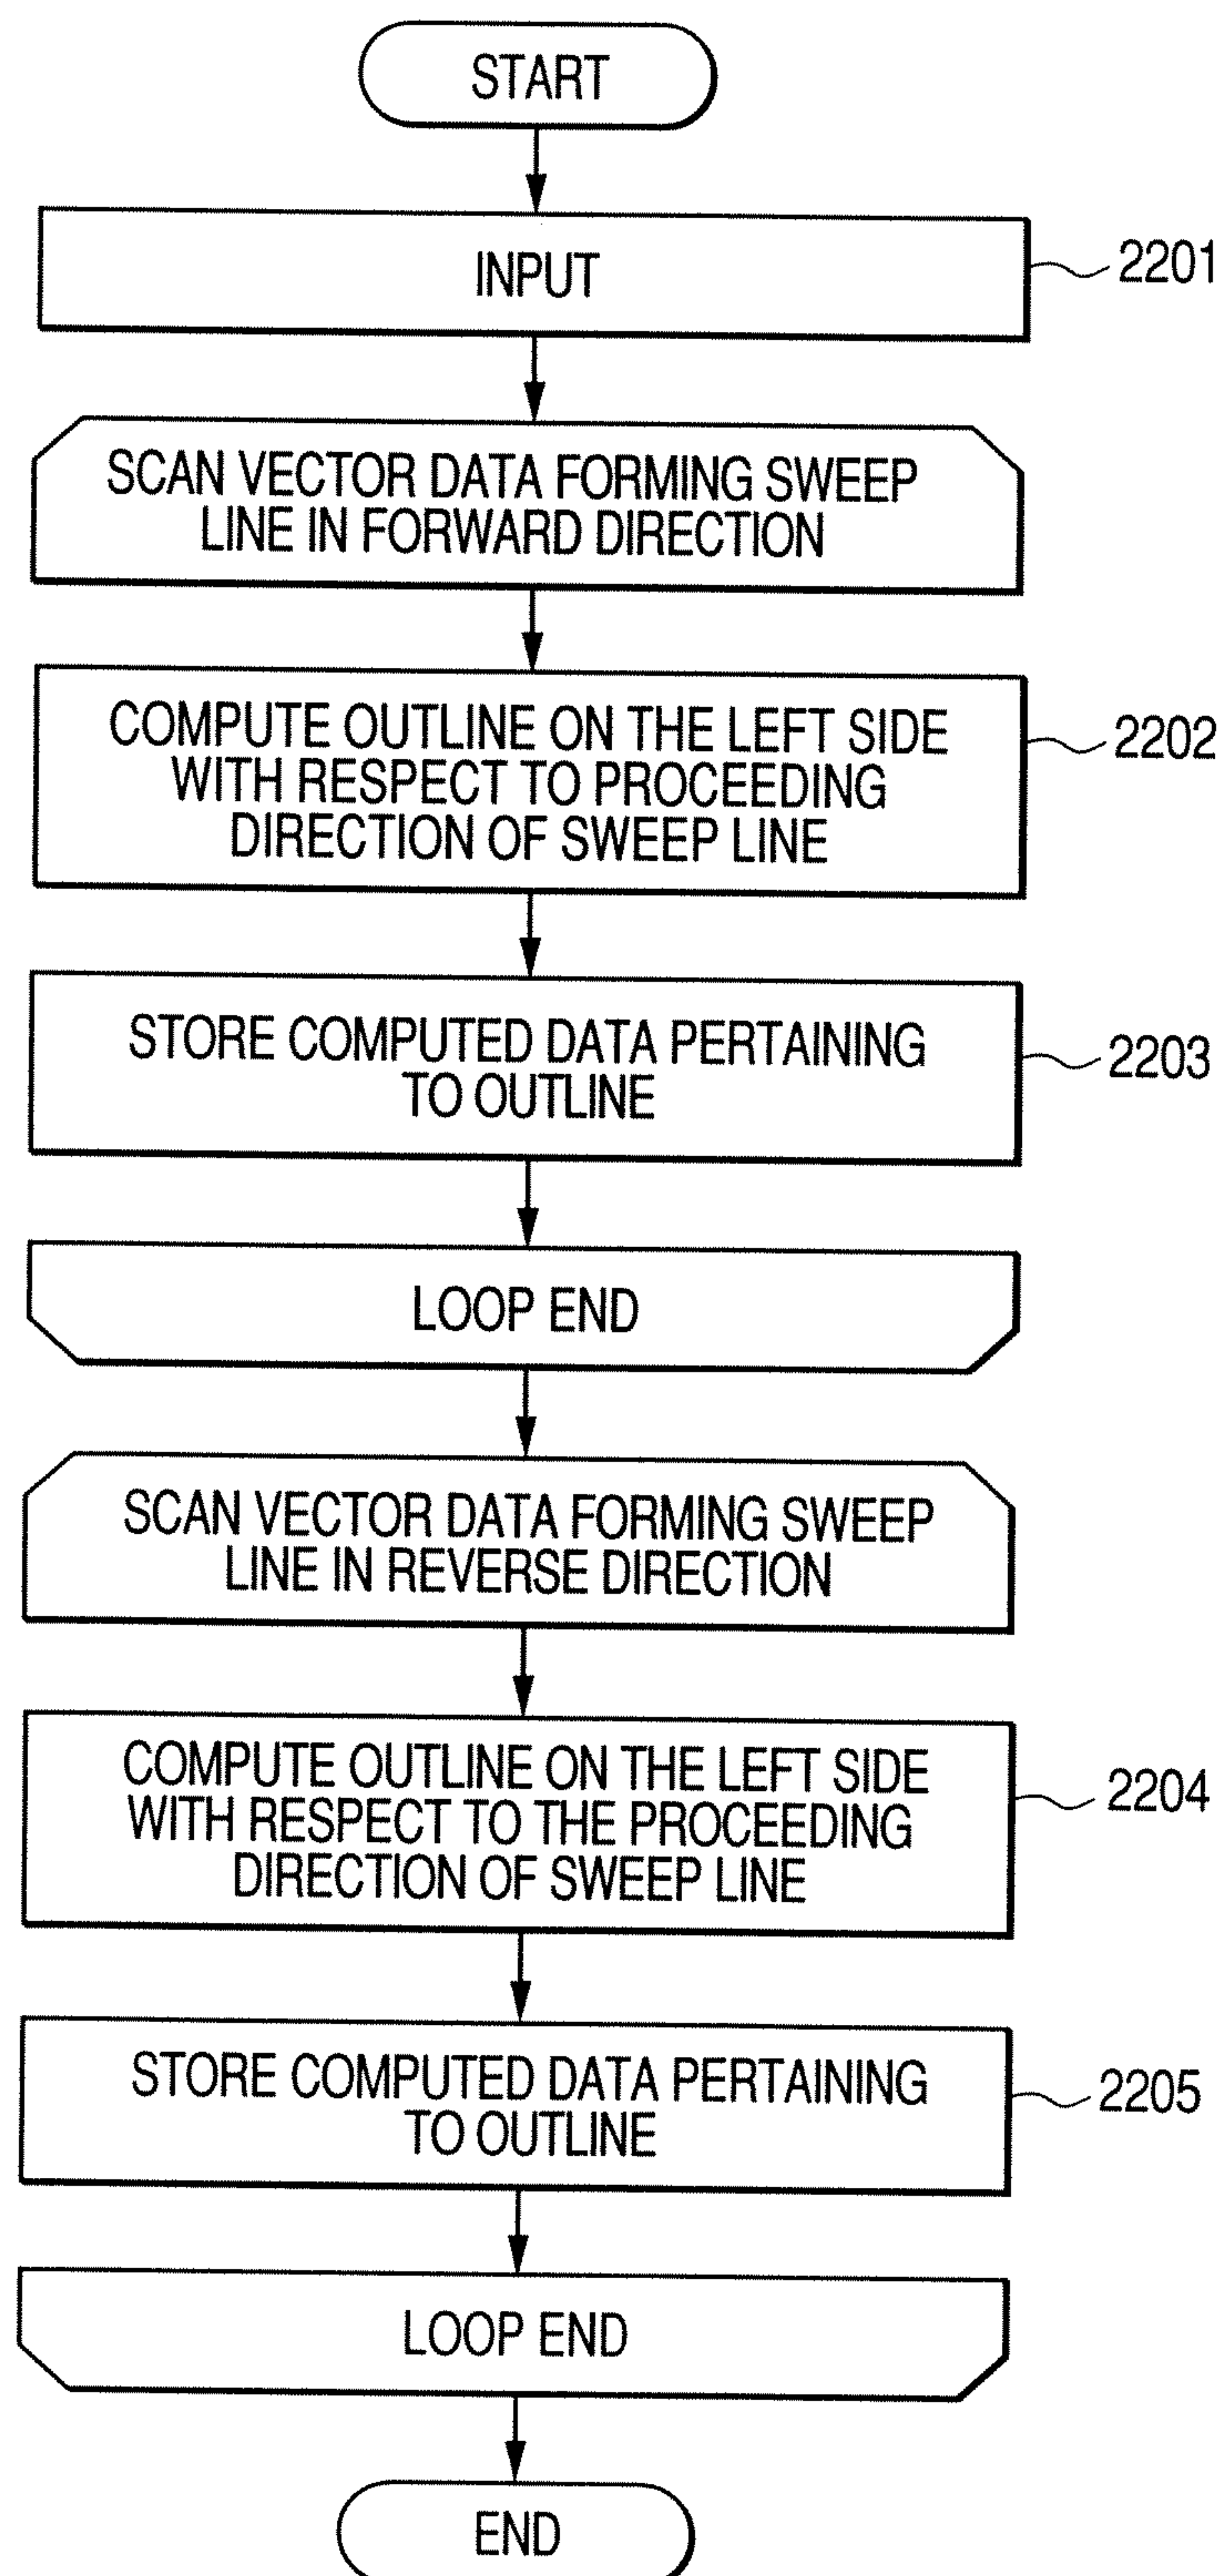 START
INPUT
2201
SCAN VECTOR DATA FORMING SWEEP
LINE IN FORWARD DIRECTION
COMPUTE OUTLINE ON THE LEFT SIDE
WITH RESPECT TO PROCEEDING
DIRECTION OF SWEEP LINE
2202
STORE COMPUTED DATA PERTAINING
TO OUTLINE
2203
LOOP END
SCAN VECTOR DATA FORMING SWEEP
LINE IN REVERSE DIRECTION
COMPUTE OUTLINE ON THE LEFT SIDE
WITH RESPECT TO THE PROCEEDING
DIRECTION OF SWEEP LINE
2204
STORE COMPUTED DATA PERTAINING
TO OUTLINE
2205
LOOP END
END